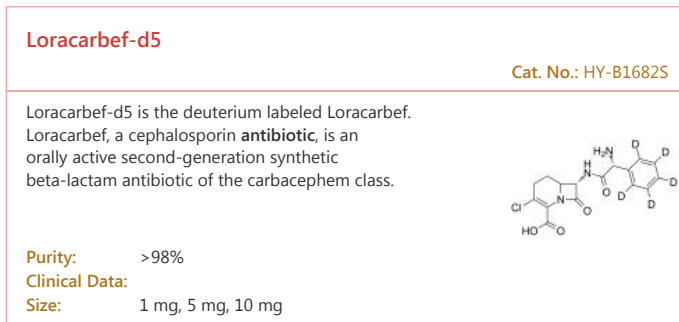 Loracarbef-d5
Cat. No.: HY-B1682S
Loracarbef-d5 is the deuterium labeled Loracarbef.
Loracarbef, a cephalosporin antibiotic, is an
orally active second-generation synthetic
beta-lactam antibiotic of the carbacephem class.
H₂N
D
D
H
N
D
O
D
D
N
Cl
O
HO
O
Purity: >98%
Clinical Data:
Size: 1 mg, 5 mg, 10 mg